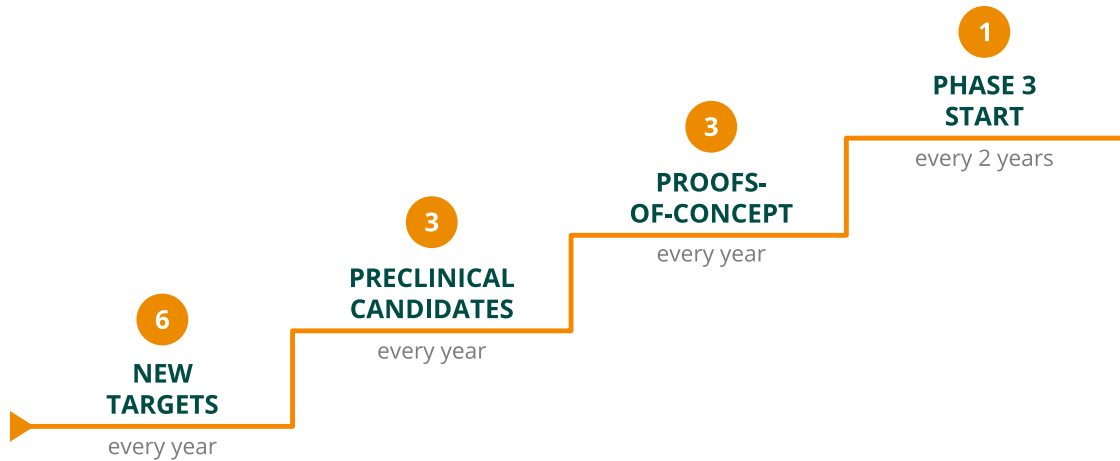 6
NEW
TARGETS
every year
3
PRECLINICAL
CANDIDATES
every year
3
PROOFS-
OF-CONCEPT
every year
1
PHASE 3
START
every 2 years